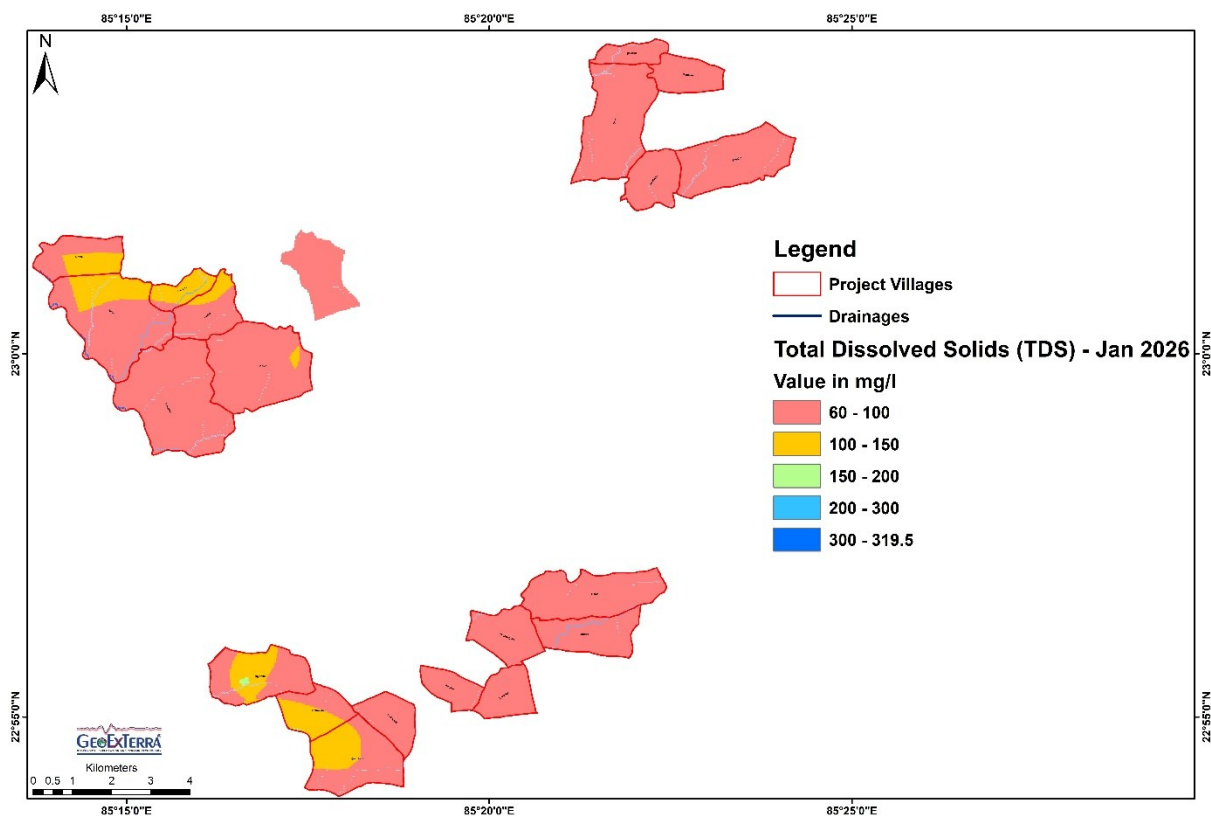 85°15'0"E 85°20'0"E 85°25'0"E
N
Legend
Project Villages
Drainages
Total Dissolved Solids (TDS) - Jan 2026
Value in mg/l
60 - 100
100 - 150
150 - 200
200 - 300
300 - 319.5
23°0'0"N 23°0'0"N
22°55'0"N 22°55'0"N
GEOEXTERRÁ
Kilometers
0 0.5 1 2 3 4
85°15'0"E 85°20'0"E 85°25'0"E